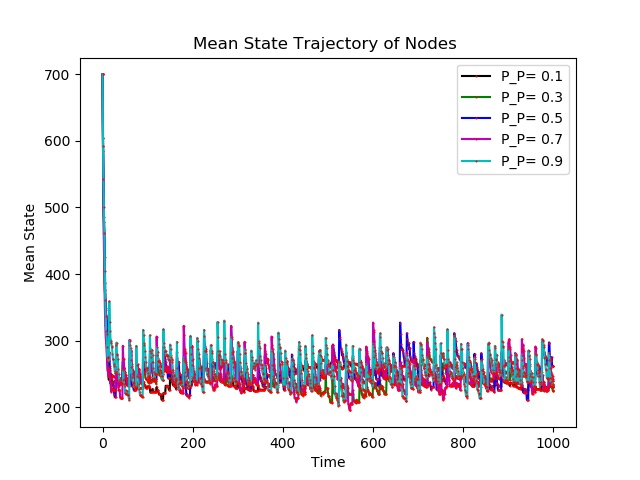 Mean State Trajectory of Nodes
700
600
500
400
300
200
Mean State
P_P= 0.1
P_P= 0.3
P_P= 0.5
P_P= 0.7
P_P= 0.9
0 200 400 600 800 1000
Time